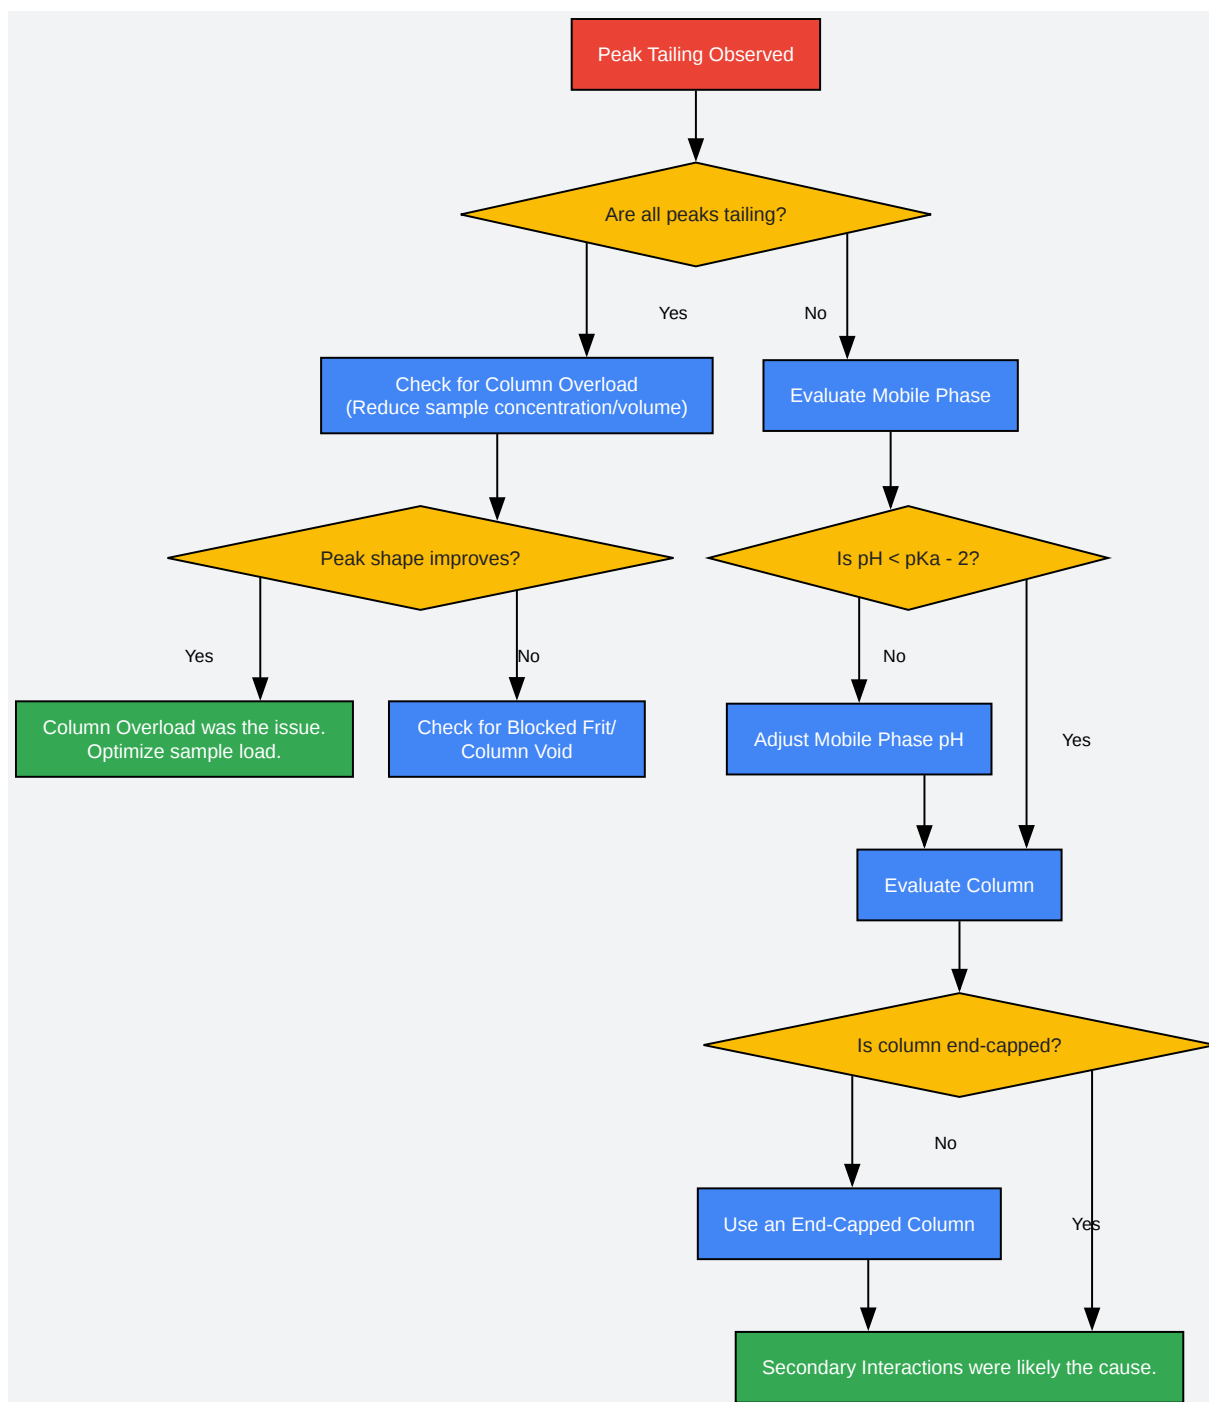 Peak Tailing Observed
Are all peaks tailing?
Yes
No
Check for Column Overload
(Reduce sample concentration/volume)
Evaluate Mobile Phase
Peak shape improves?
Is pH < pKa - 2?
Yes
No
No
Column Overload was the issue.
Optimize sample load.
Check for Blocked Frit/
Column Void
Adjust Mobile Phase pH
Yes
Evaluate Column
Is column end-capped?
No
Use an End-Capped Column
Yes
Secondary Interactions were likely the cause.